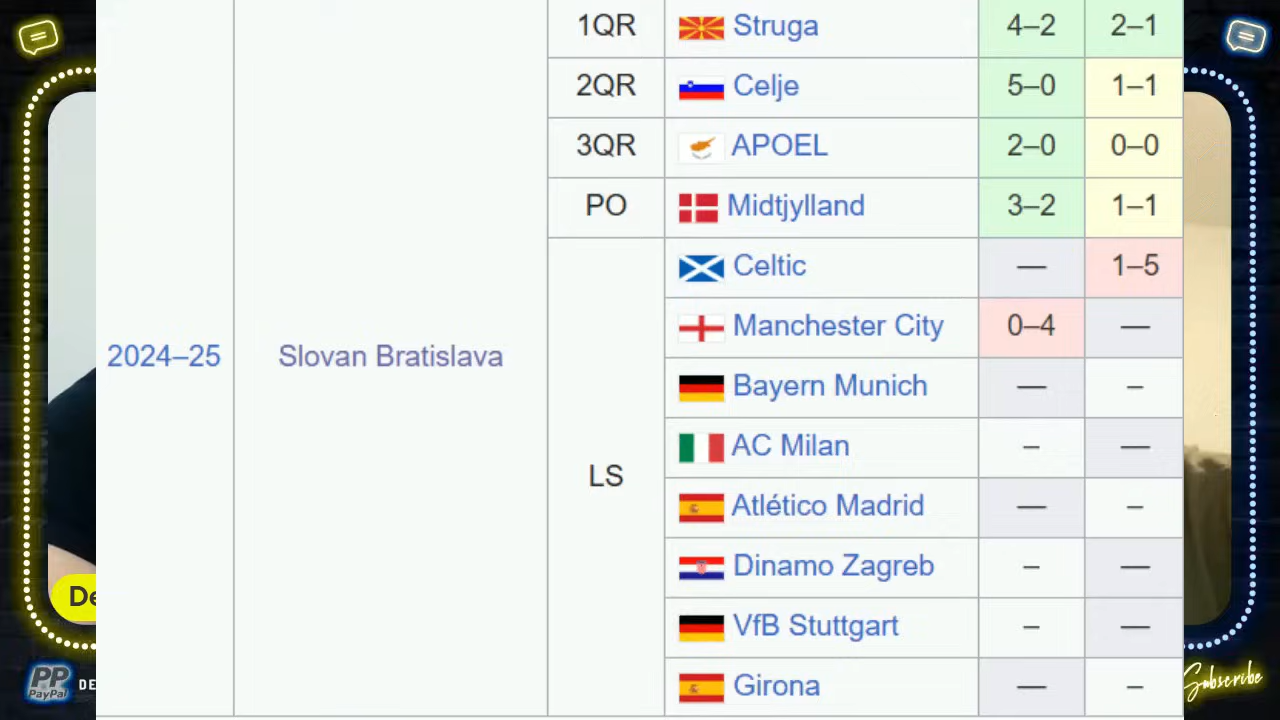 1QR Struga 4–2 2–1
2QR Celje 5–0 1–1
3QR APOEL 2–0 0–0
PO Midtjylland 3–2 1–1
Celtic — 1–5
Manchester City 0–4 —
2024–25 Slovan Bratislava
Bayern Munich — –
AC Milan – —
LS
Atlético Madrid — –
Dinamo Zagreb – —
VfB Stuttgart – —
Girona — –
De
PP
PayPal
DE
Subscribe